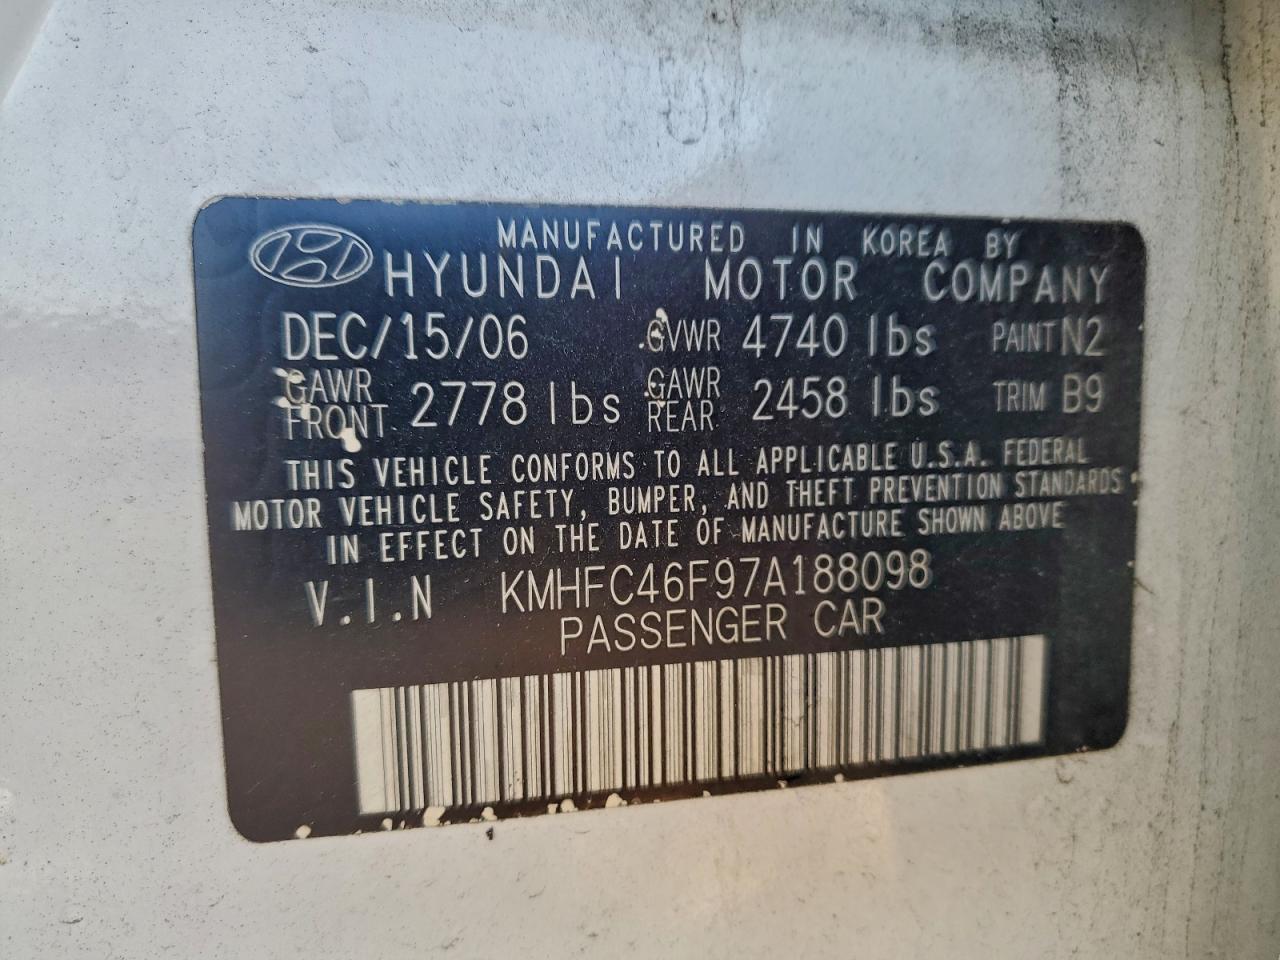 MANUFACTURED IN KOREA BY
HYUNDAI MOTOR COMPANY
DEC/15/06 GVWR 4740 lbs PAINT N2
GAWR FRONT 2778 lbs GAWR REAR 2458 lbs TRIM B9
THIS VEHICLE CONFORMS TO ALL APPLICABLE U.S.A. FEDERAL
MOTOR VEHICLE SAFETY, BUMPER, AND THEFT PREVENTION STANDARDS
IN EFFECT ON THE DATE OF MANUFACTURE SHOWN ABOVE
V.I.N KMHFC46F97A188098
PASSENGER CAR